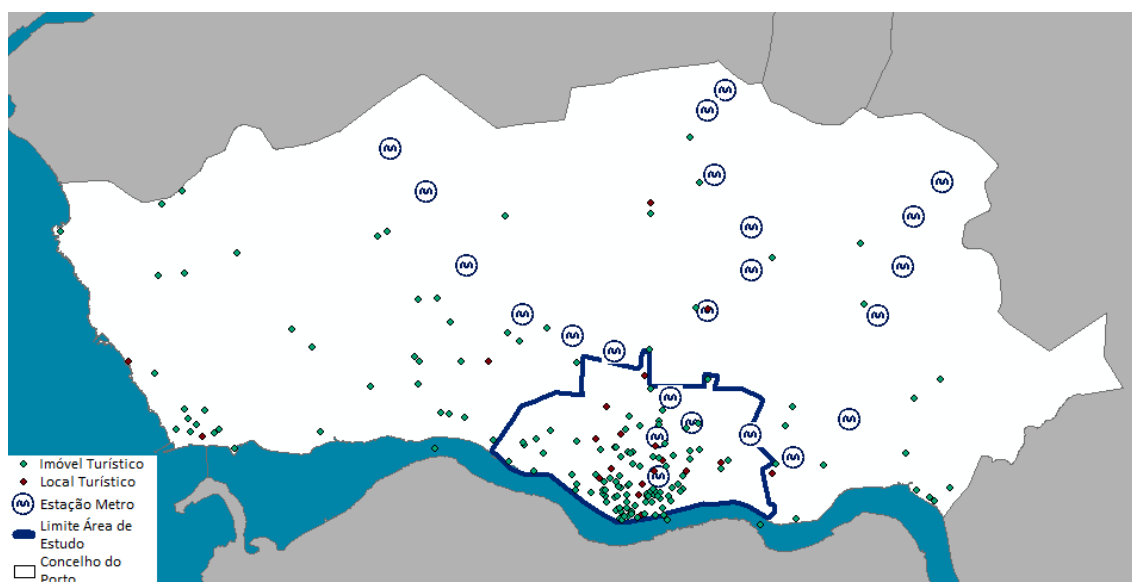 Imóvel Turístico
Local Turístico
Estação Metro
Limite Área de
Estudo
Concelho do
Porto